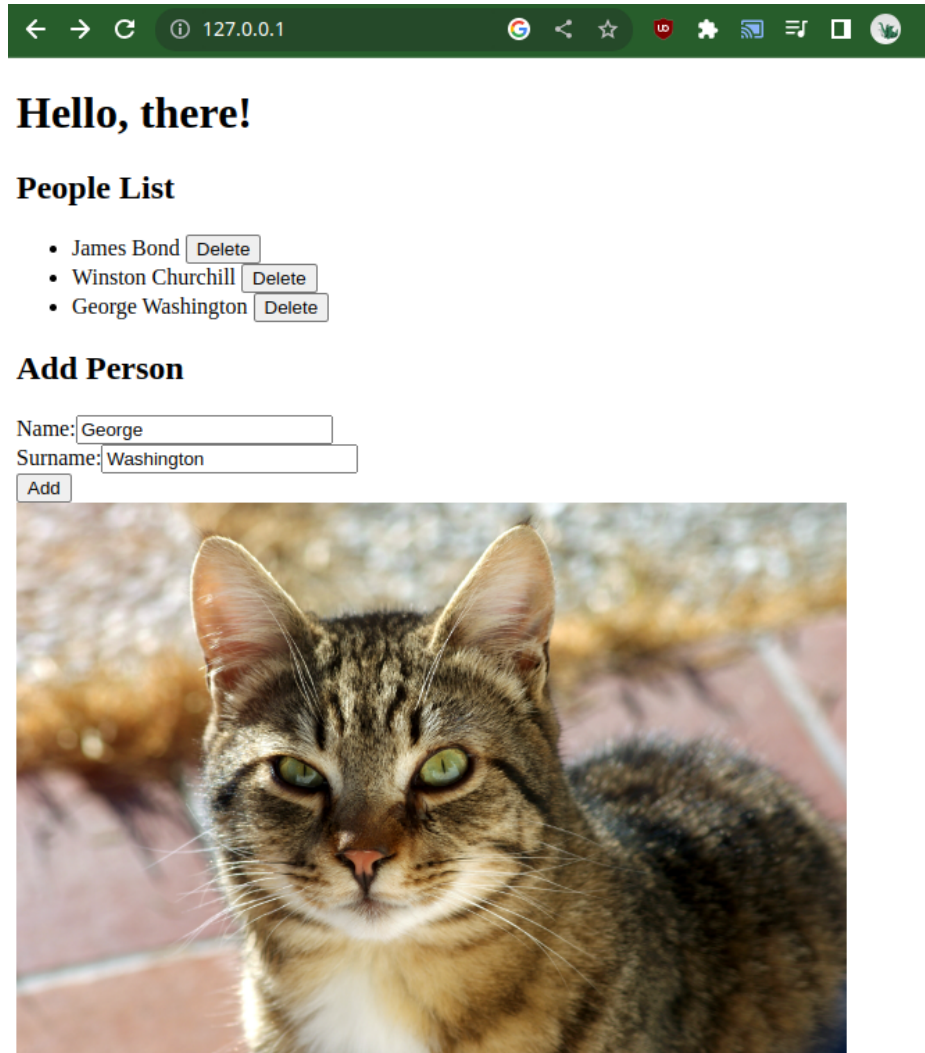 127.0.0.1
Hello, there!
People List
James Bond Delete
Winston Churchill Delete
George Washington Delete
Add Person
Name: George
Surname: Washington
Add